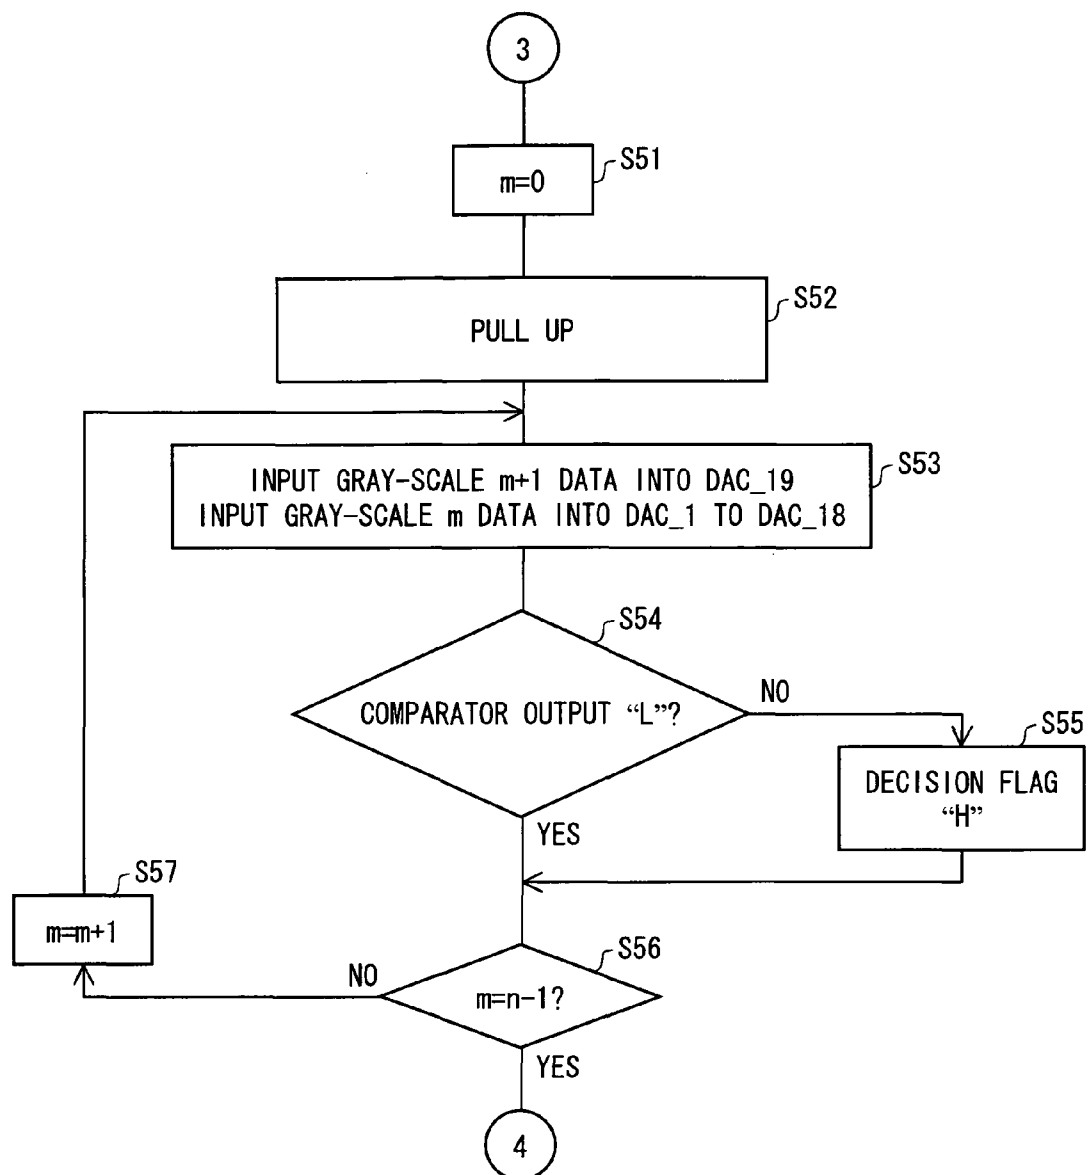 3
S51
m=0
S52
PULL UP
S53
INPUT GRAY-SCALE m+1 DATA INTO DAC_19
INPUT GRAY-SCALE m DATA INTO DAC_1 TO DAC_18
S54
COMPARATOR OUTPUT “L”?
NO
S55
DECISION FLAG
“H”
YES
S57
m=m+1
S56
NO
m=n-1?
YES
4